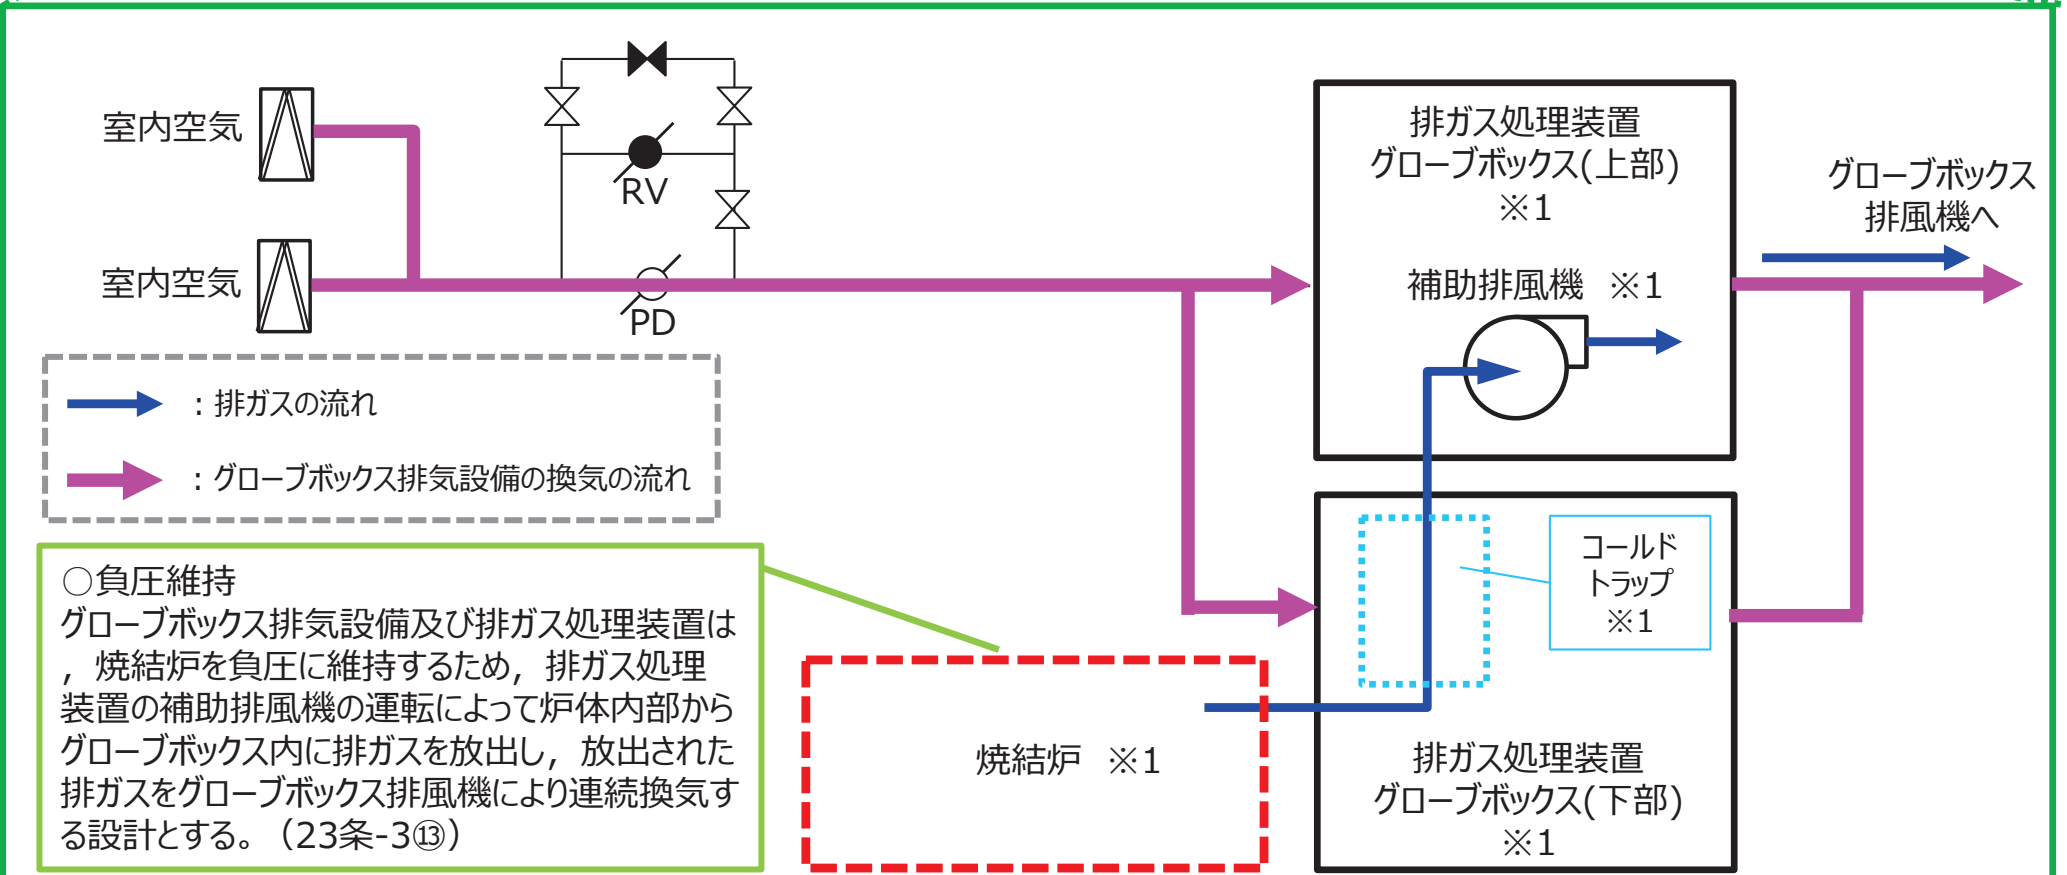 室内空気
室内空気
RV
PD
排ガス処理装置
グローブボックス(上部)
※1
補助排風機 ※1
グローブボックス
排風機へ
：排ガスの流れ
：グローブボックス排気設備の換気の流れ
○負圧維持
グローブボックス排気設備及び排ガス処理装置は
，焼結炉を負圧に維持するため，排ガス処理
装置の補助排風機の運転によって炉体内部から
グローブボックス内に排ガスを放出し，放出された
排ガスをグローブボックス排風機により連続換気す
る設計とする。（23条-3⑬）
焼結炉 ※1
コールド
トラップ
※1
排ガス処理装置
グローブボックス(下部)
※1